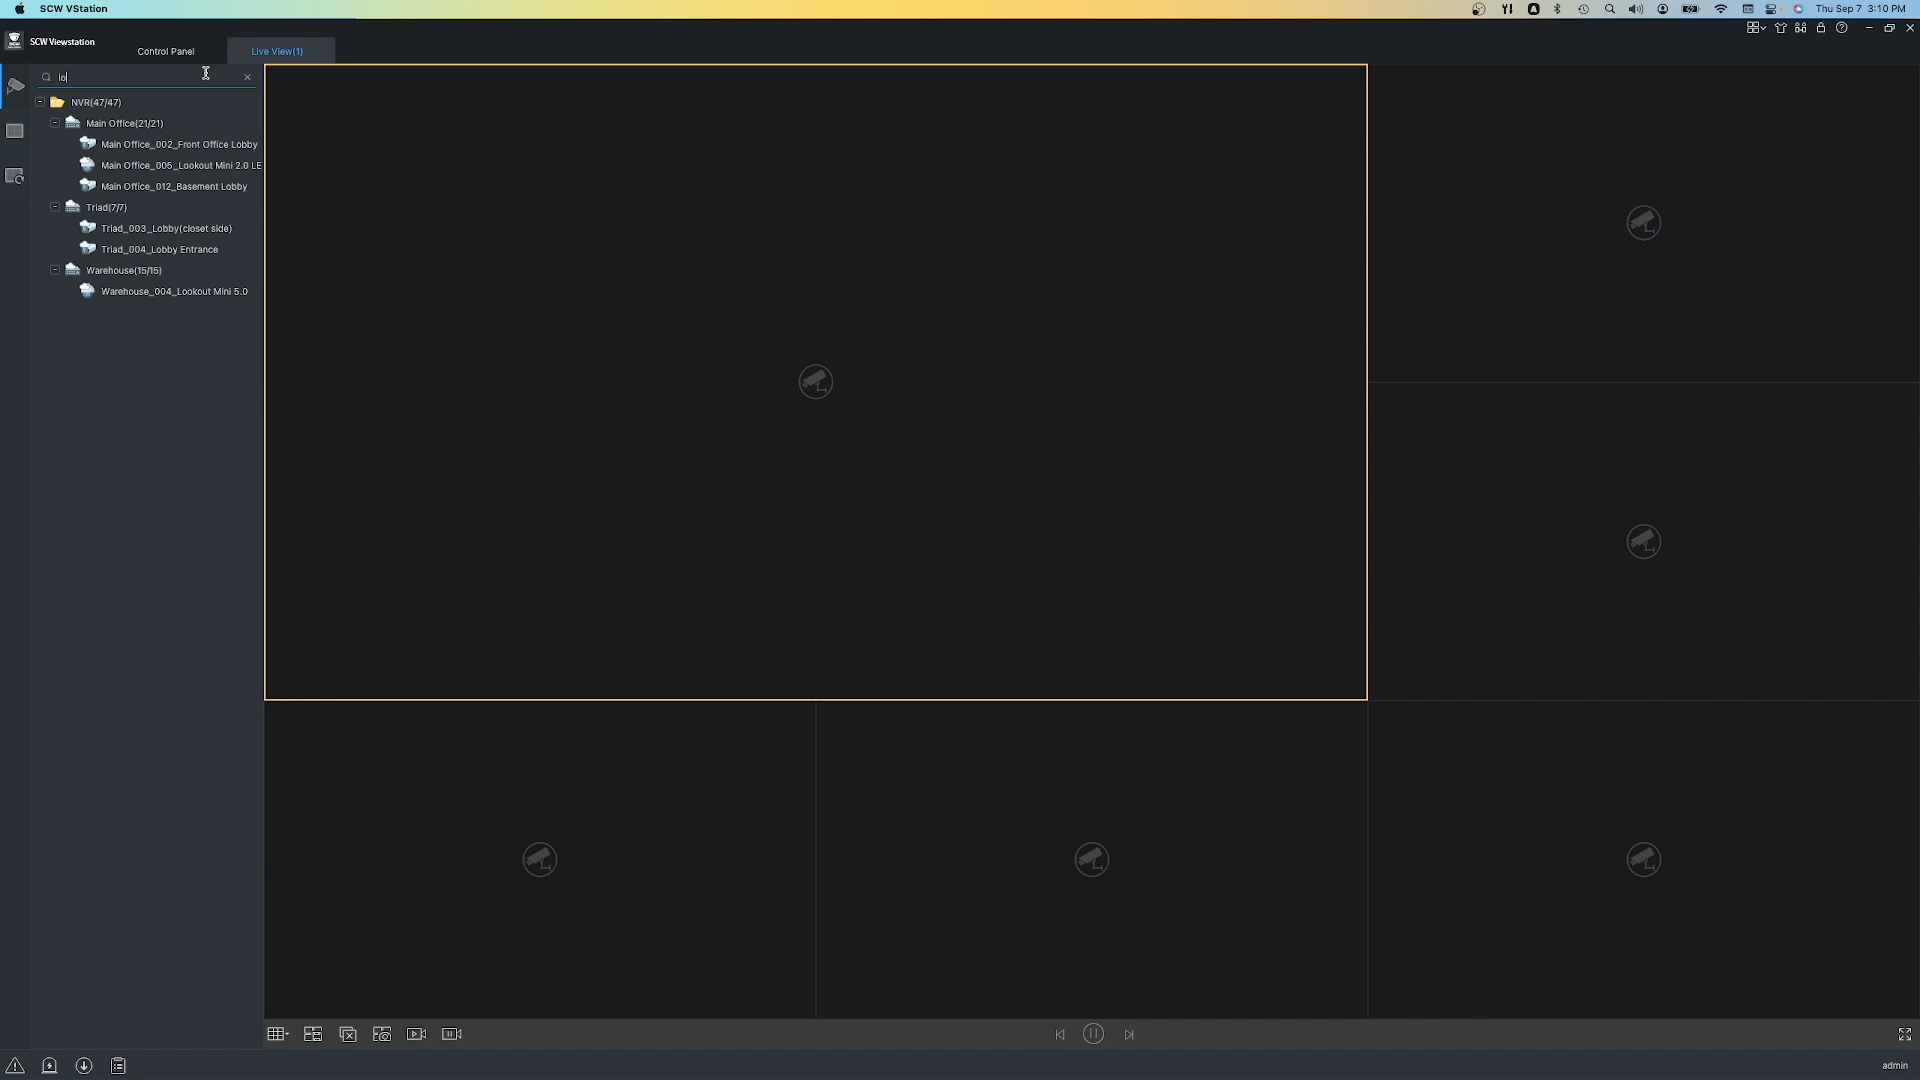 SCW VStation
Thu Sep 7 3:10 PM
SCW Viewstation
Control Panel
Live View(1)
lo
NVR(47/47)
Main Office(21/21)
Main Office_002_Front Office Lobby
Main Office_005_Lookout Mini 2.0 LE
Main Office_012_Basement Lobby
Triad(7/7)
Triad_003_Lobby(closet side)
Triad_004_Lobby Entrance
Warehouse(15/15)
Warehouse_004_Lookout Mini 5.0
admin